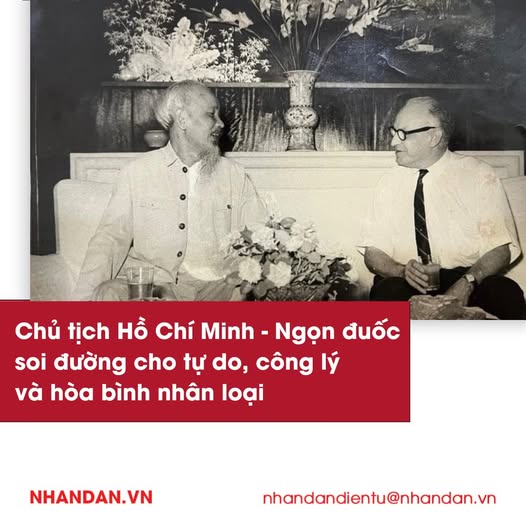 Chủ tịch Hồ Chí Minh - Ngọn đuốc
soi đường cho tự do, công lý
và hòa bình nhân loại
NHANDAN.VN
nhandandientu@nhandan.vn